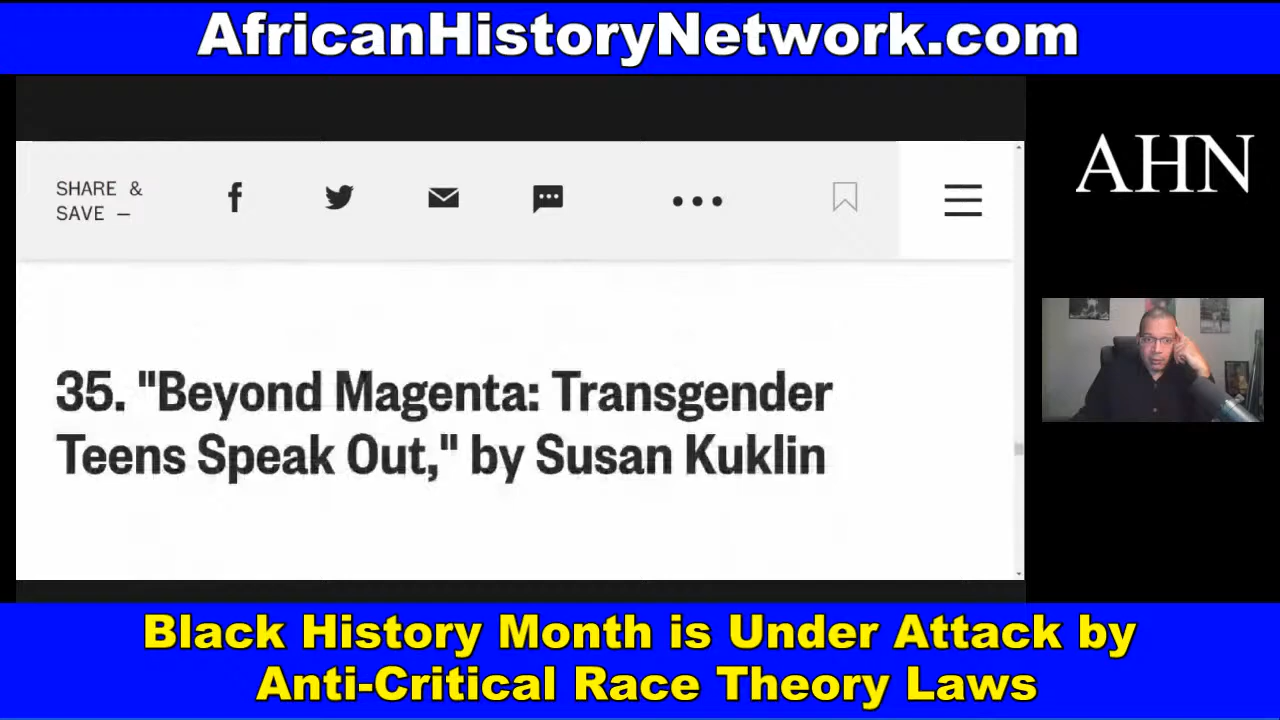 AfricanHistoryNetwork.com
SHARE &
SAVE –
AHN
35. "Beyond Magenta: Transgender
Teens Speak Out," by Susan Kuklin
Black History Month is Under Attack by
Anti-Critical Race Theory Laws